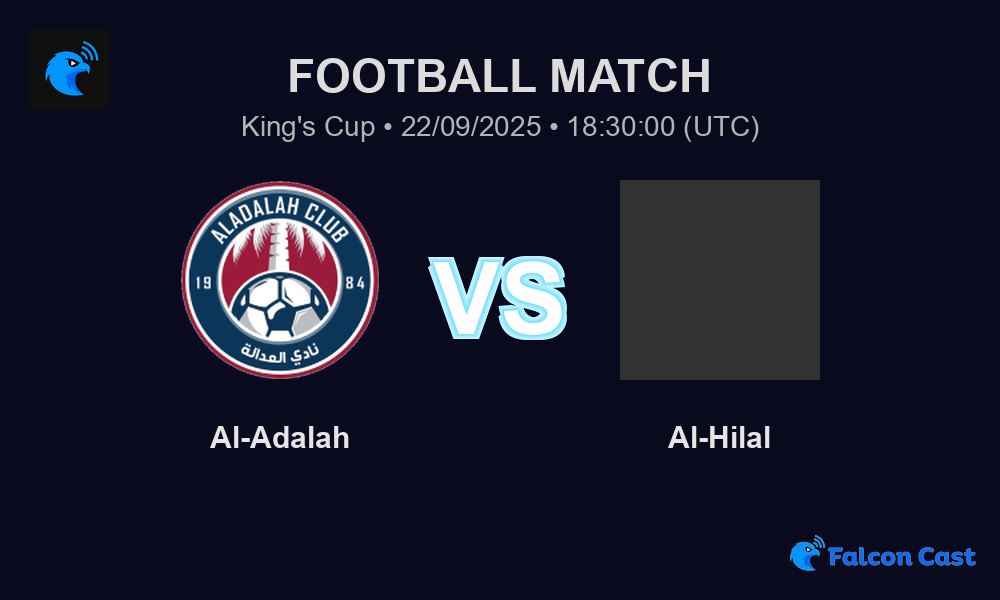 FOOTBALL MATCH
King's Cup • 22/09/2025 • 18:30:00 (UTC)
ALADALAH CLUB
19 84
نادي العدالة
VS
Al-Adalah
Al-Hilal
Falcon Cast